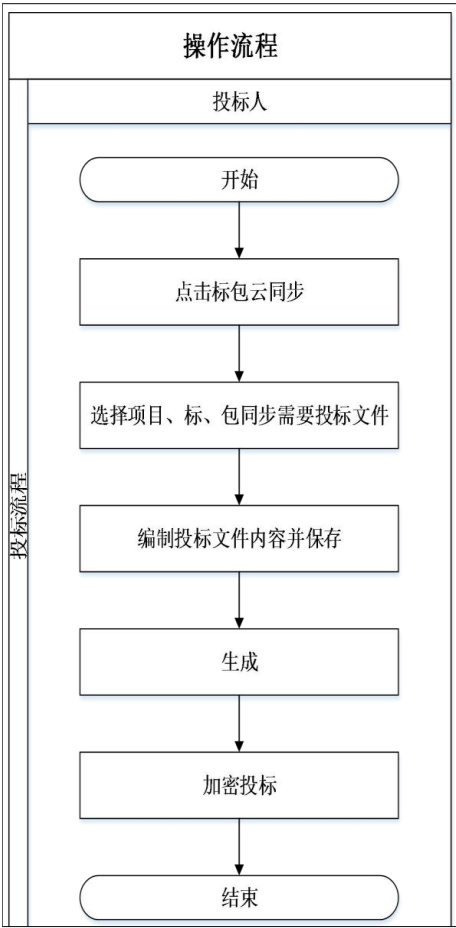 操作流程
投标人
开始
点击标包云同步
选择项目、标、包同步需要投标文件
编制投标文件内容并保存
投标流程
生成
加密投标
结束